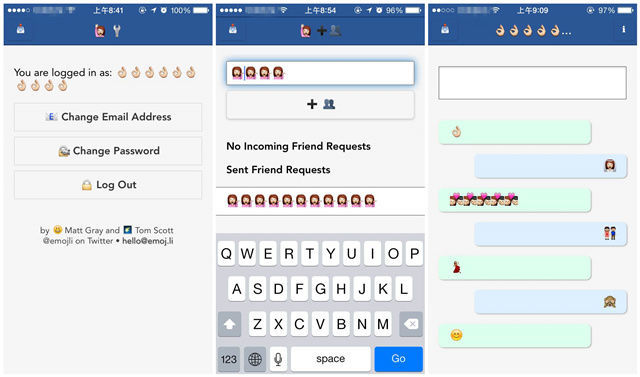 上午8:41
100%
You are logged in as: 👌🏻👌🏻👌🏻👌🏻👌🏻👌🏻
👌🏻👌🏻👌🏻👌🏻
📧 Change Email Address
Change Password
🔒 Log Out
by 😀 Matt Gray and 🌠 Tom Scott
@emojli on Twitter • hello@emoj.li
上午8:54
96%
No Incoming Friend Requests
Sent Friend Requests
Q W E R T Y U I O P
A S D F G H J K L
Z X C V B N M
123
space
Go
上午9:09
97%
👌🏻👌🏻👌🏻👌🏻👌🏻...
i